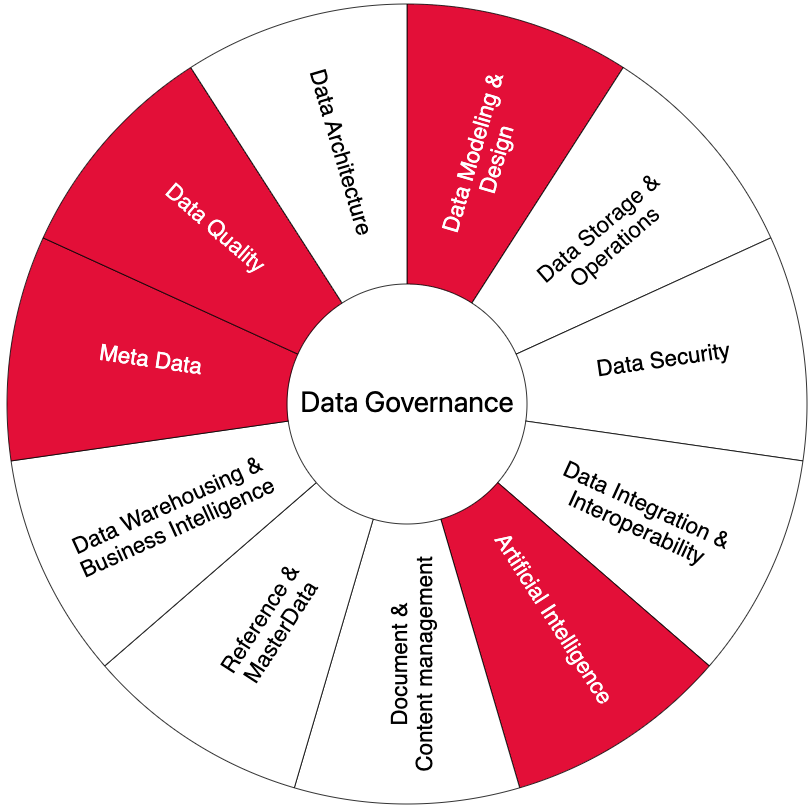 Data Architecture
Data Modeling &
Design
Data Storage &
Operations
Data Security
Data Integration &
Interoperability
Artificial Intelligence
Document &
Content management
Reference &
MasterData
Data Warehousing &
Business Intelligence
Meta Data
Data Quality
Data Governance